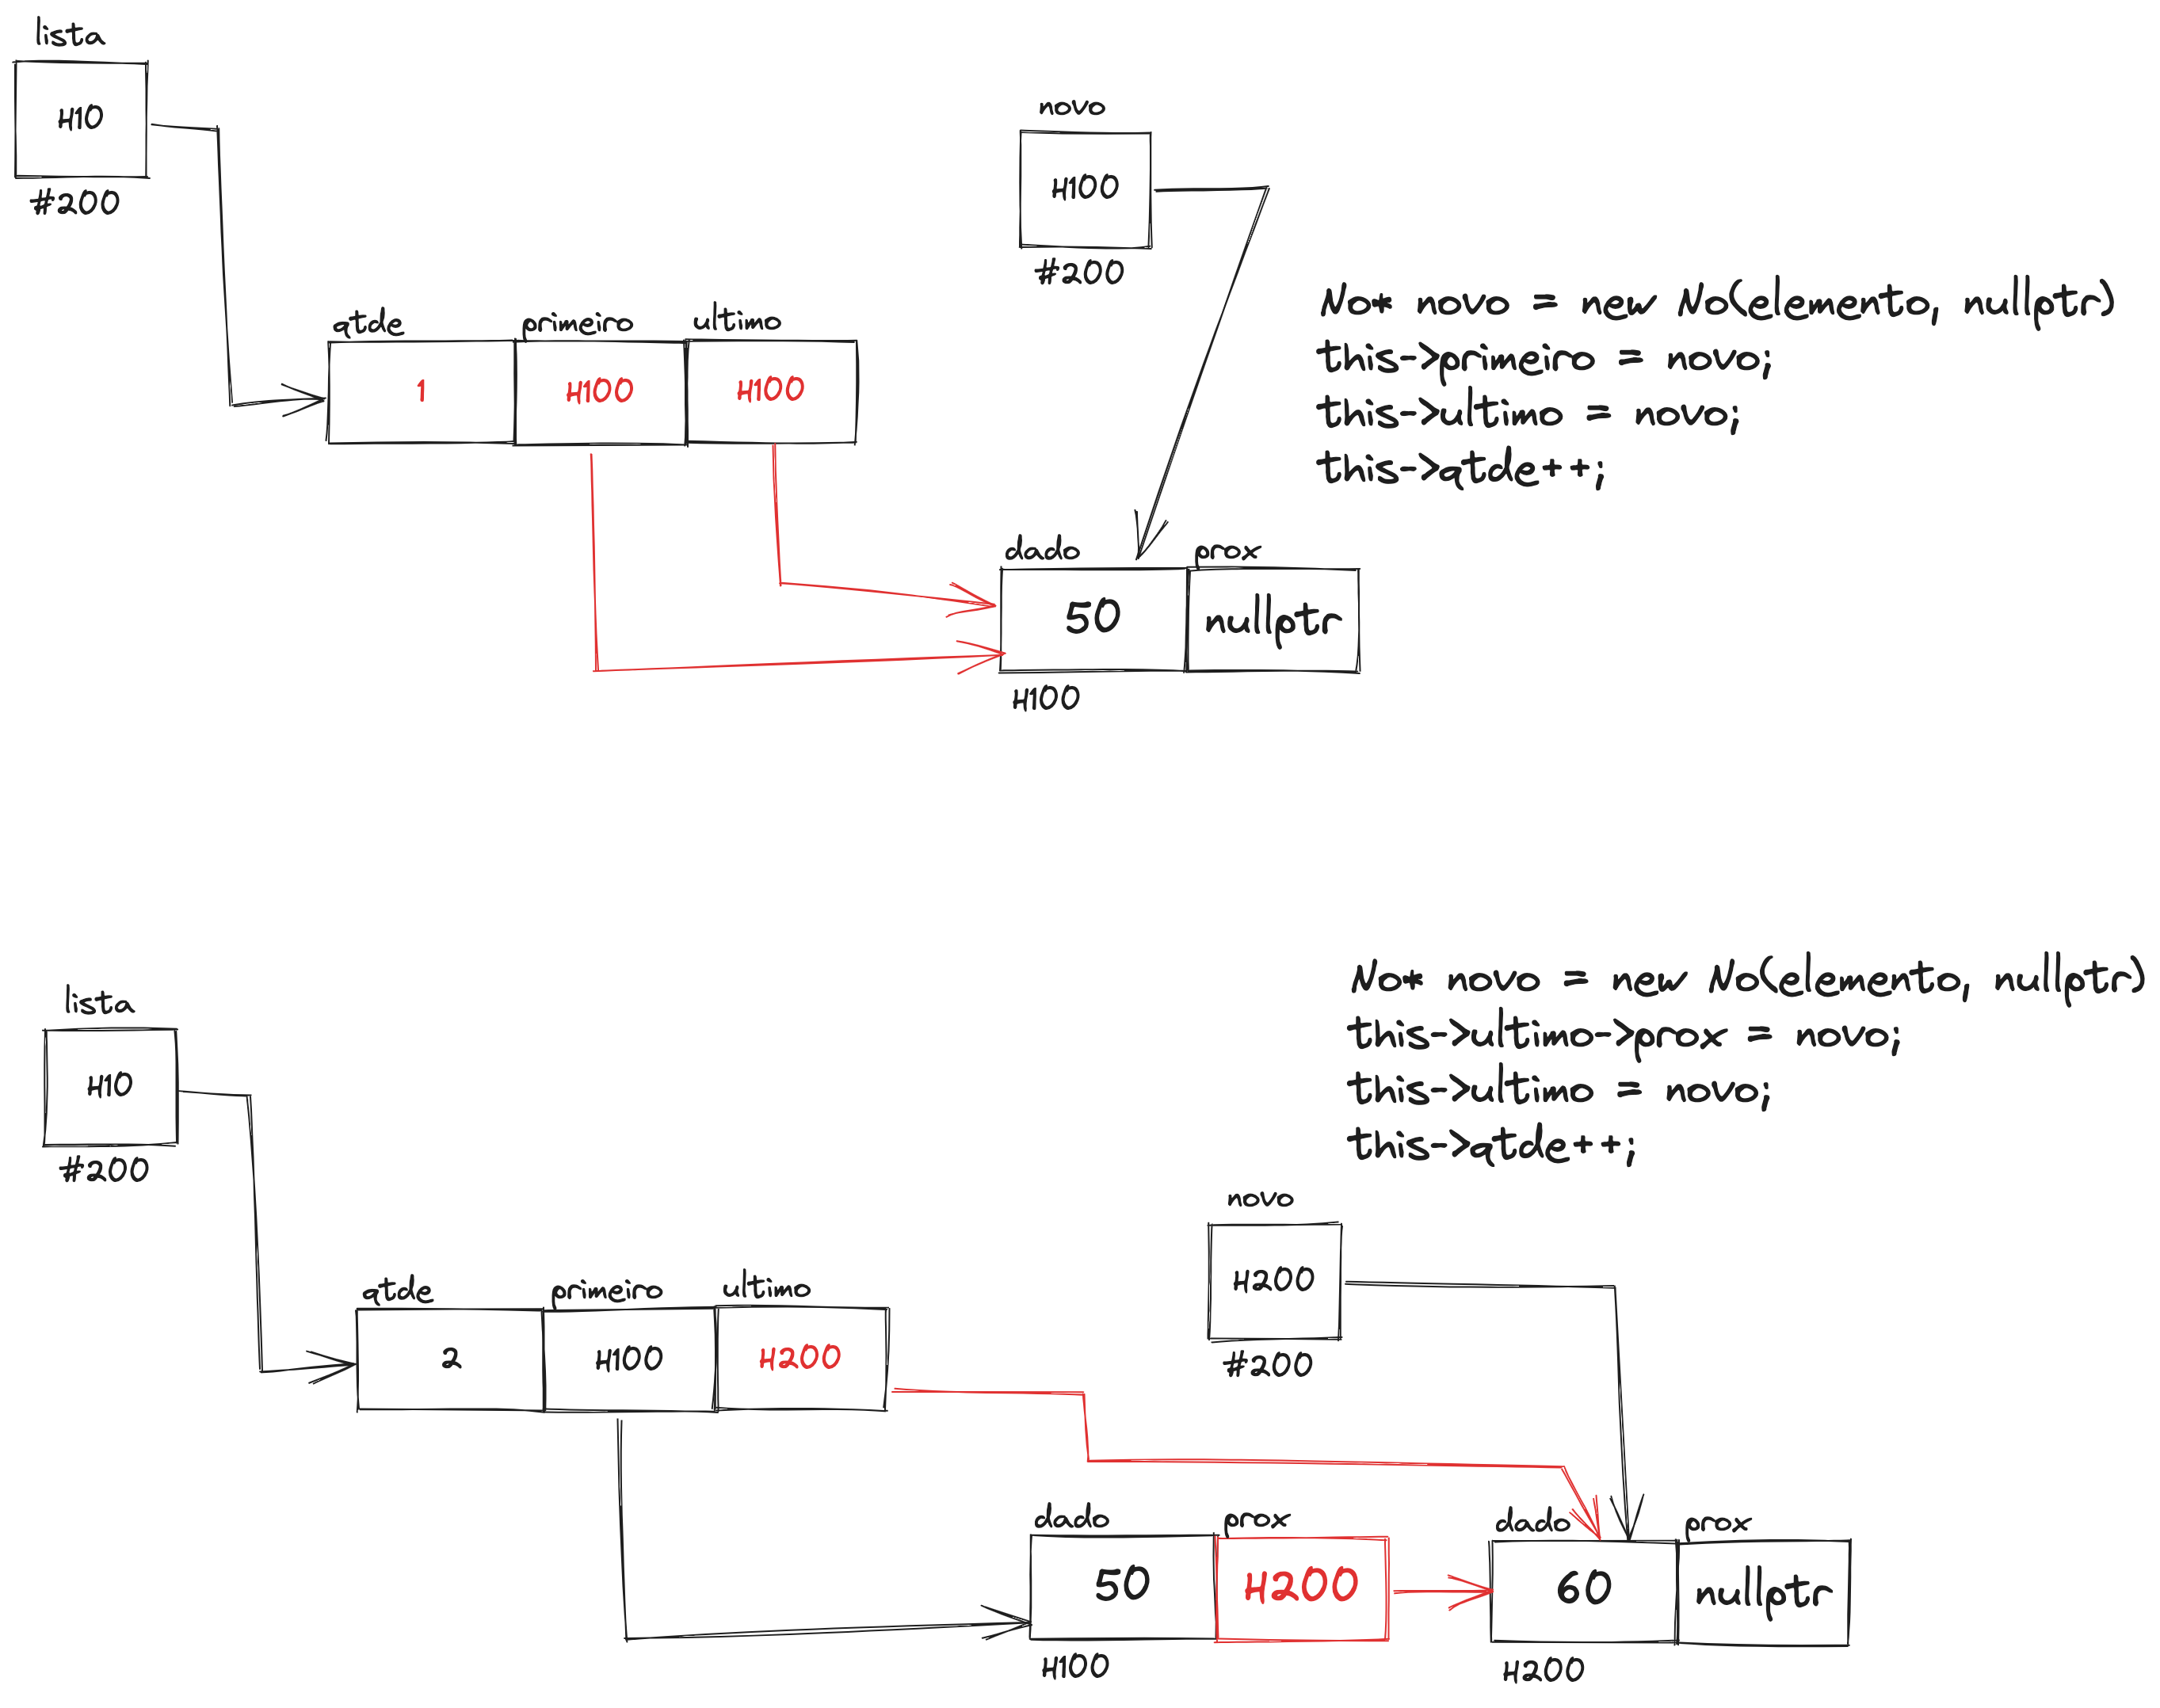 lista
H10
#200
novo
H100
#200
qtde primeiro ultimo
1 H100 H100
No* novo = new No(elemento, nullptr)
this->primeiro = novo;
this->ultimo = novo;
this->qtde++;
dado prox
50 nullptr
H100
No* novo = new No(elemento, nullptr)
this->ultimo->prox = novo;
this->ultimo = novo;
this->qtde++;
lista
H10
#200
novo
H200
#200
qtde primeiro ultimo
2 H100 H200
dado prox
50 H200
H100
dado prox
60 nullptr
H200